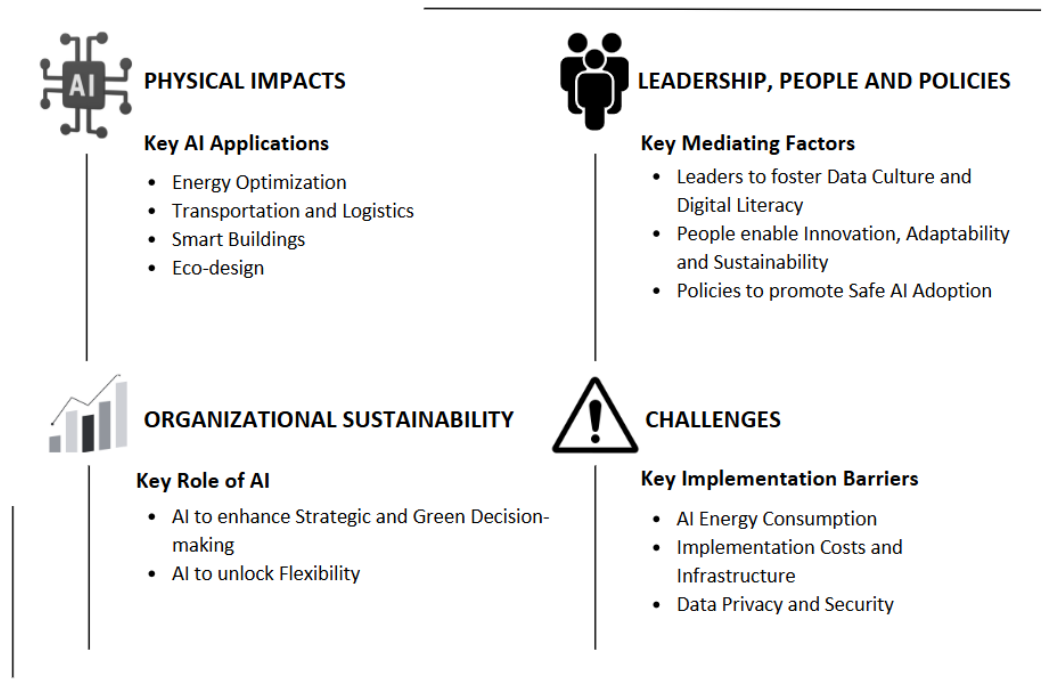 AI
PHYSICAL IMPACTS
Key AI Applications
• Energy Optimization
• Transportation and Logistics
• Smart Buildings
• Eco-design
LEADERSHIP, PEOPLE AND POLICIES
Key Mediating Factors
• Leaders to foster Data Culture and
Digital Literacy
• People enable Innovation, Adaptability
and Sustainability
• Policies to promote Safe AI Adoption
ORGANIZATIONAL SUSTAINABILITY
Key Role of AI
• AI to enhance Strategic and Green Decision-
making
• AI to unlock Flexibility
CHALLENGES
Key Implementation Barriers
• AI Energy Consumption
• Implementation Costs and
Infrastructure
• Data Privacy and Security